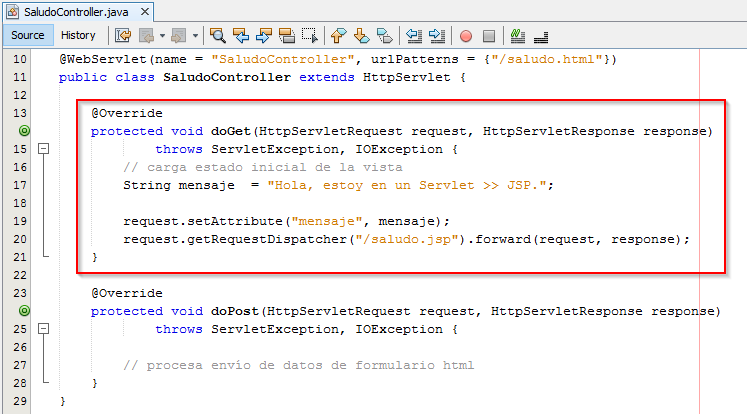 SaludoController.java
Source History
10 @WebServlet(name = "SaludoController", urlPatterns = {"/saludo.html"})
11 public class SaludoController extends HttpServlet {
12
13 @Override
protected void doGet(HttpServletRequest request, HttpServletResponse response)
15 throws ServletException, IOException {
16 // carga estado inicial de la vista
17 String mensaje  = "Hola, estoy en un Servlet >> JSP.";
18
19 request.setAttribute("mensaje", mensaje);
20 request.getRequestDispatcher("/saludo.jsp").forward(request, response);
21 }
22
23 @Override
protected void doPost(HttpServletRequest request, HttpServletResponse response)
25 throws ServletException, IOException {
26
27 // procesa envío de datos de formulario html
28 }
29 }